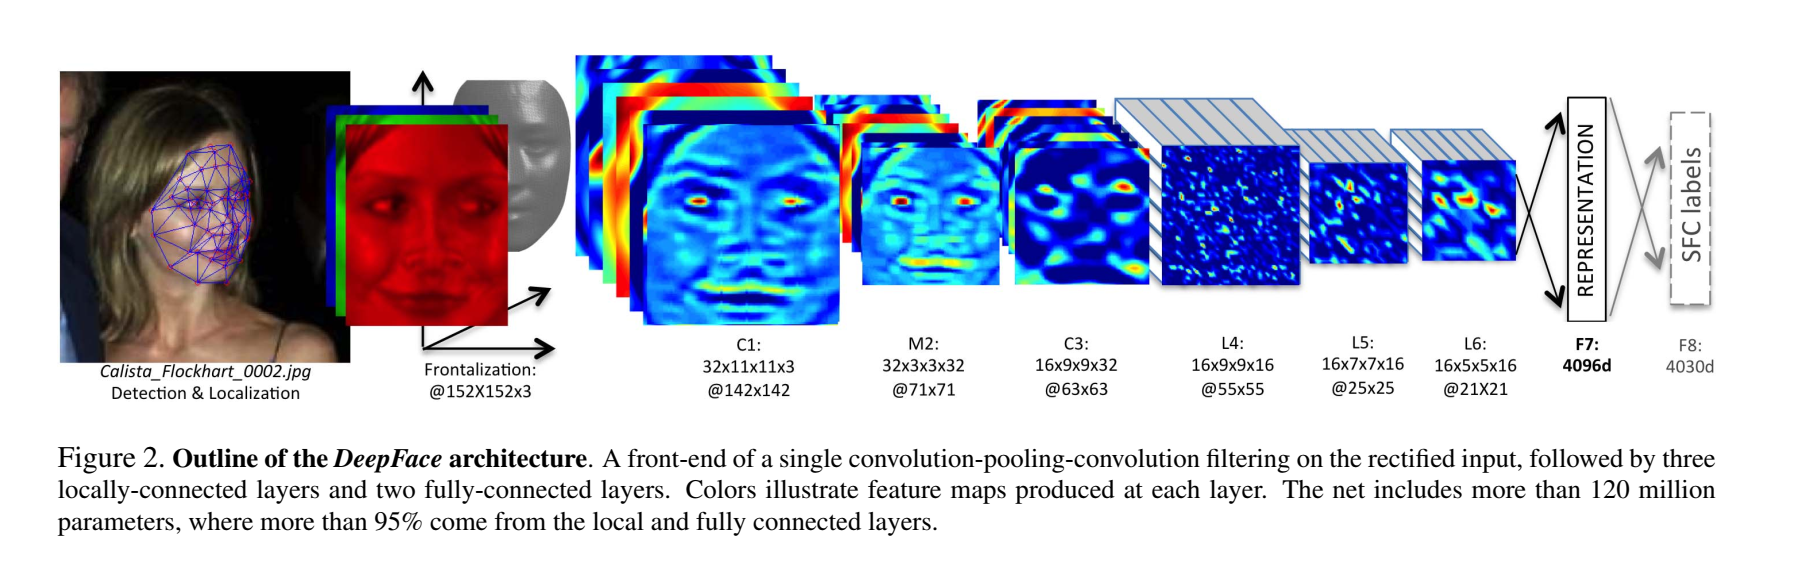 Calista_Flockhart_0002.jpg
Detection & Localization
Frontalization:
@152X152x3
C1:
32x11x11x3
@142x142
M2:
32x3x3x32
@71x71
C3:
16x9x9x32
@63x63
L4:
16x9x9x16
@55x55
L5:
16x7x7x16
@25x25
L6:
16x5x5x16
@21X21
REPRESENTATION
F7:
4096d
SFC labels
F8:
4030d
Figure 2. Outline of the DeepFace architecture. A front-end of a single convolution-pooling-convolution filtering on the rectified input, followed by three
locally-connected layers and two fully-connected layers. Colors illustrate feature maps produced at each layer. The net includes more than 120 million
parameters, where more than 95% come from the local and fully connected layers.